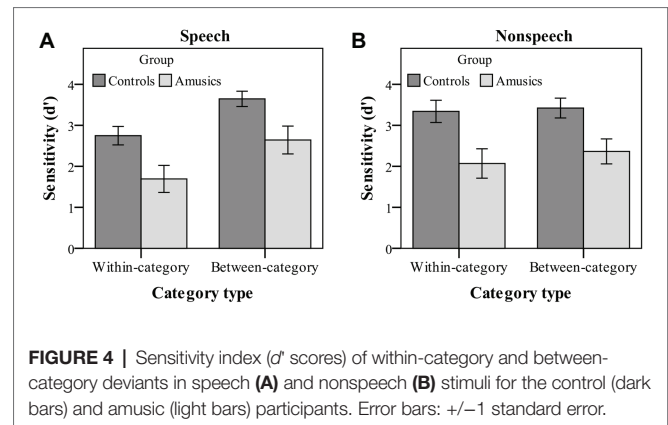 A
Speech
Group
Controls
Amusics
Sensitivity (d')
4
3
2
1
0
Within-category
Between-category
Category type
B
Nonspeech
Group
Controls
Amusics
Sensitivity (d')
4
3
2
1
0
Within-category
Between-category
Category type
FIGURE 4 | Sensitivity index (d' scores) of within-category and between-
category deviants in speech (A) and nonspeech (B) stimuli for the control (dark
bars) and amusic (light bars) participants. Error bars: +/−1 standard error.